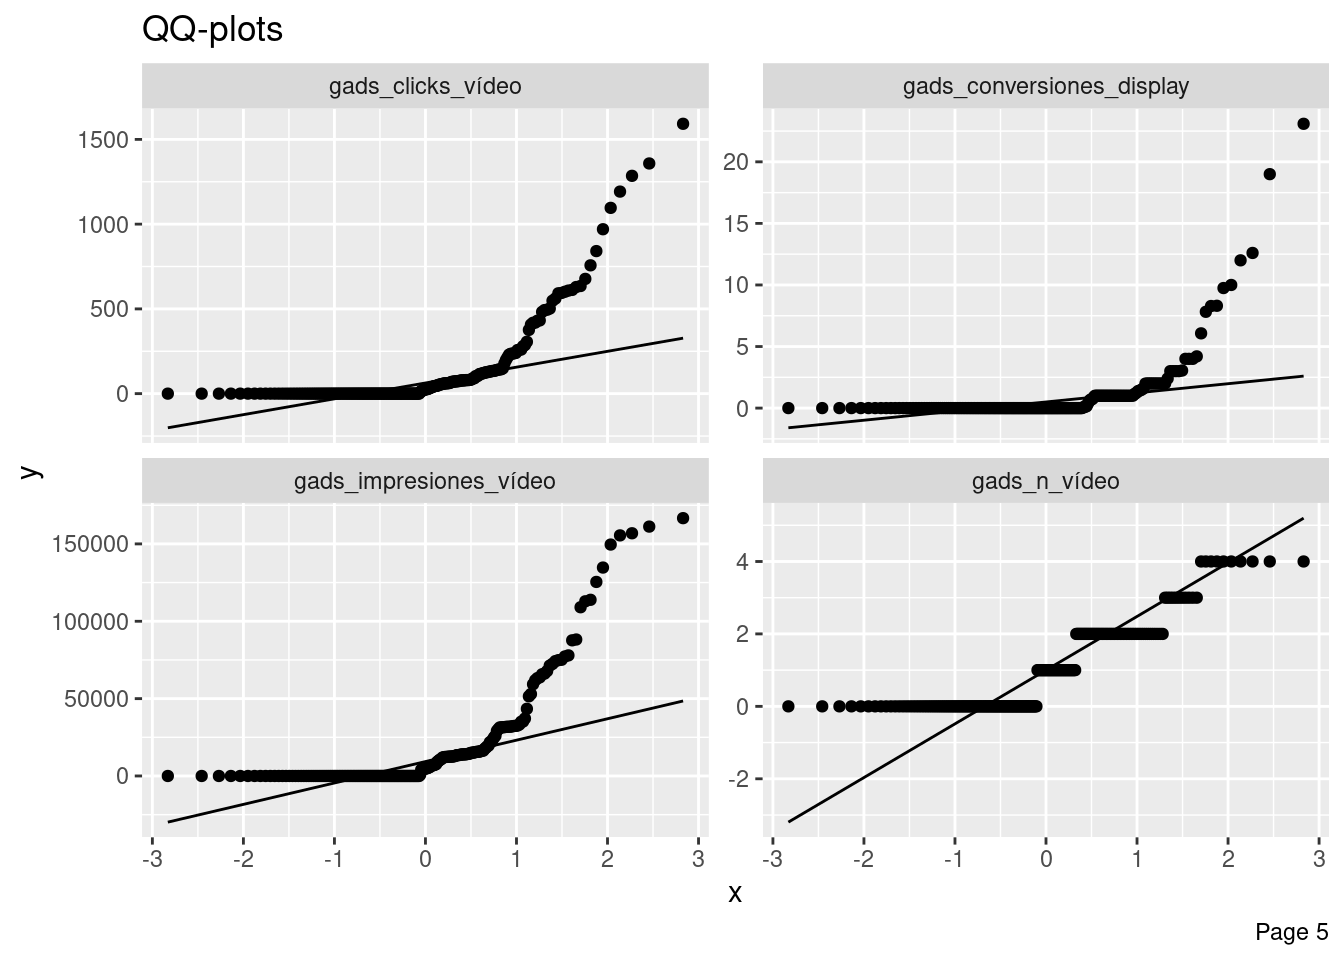 QQ-plots
gads_clicks_vídeo
gads_conversiones_display
1500
1000
500
0
20
15
10
5
0
y
gads_impresiones_vídeo
gads_n_vídeo
150000
100000
50000
0
4
2
0
-2
-3 -2 -1 0 1 2 3
-3 -2 -1 0 1 2 3
x
Page 5